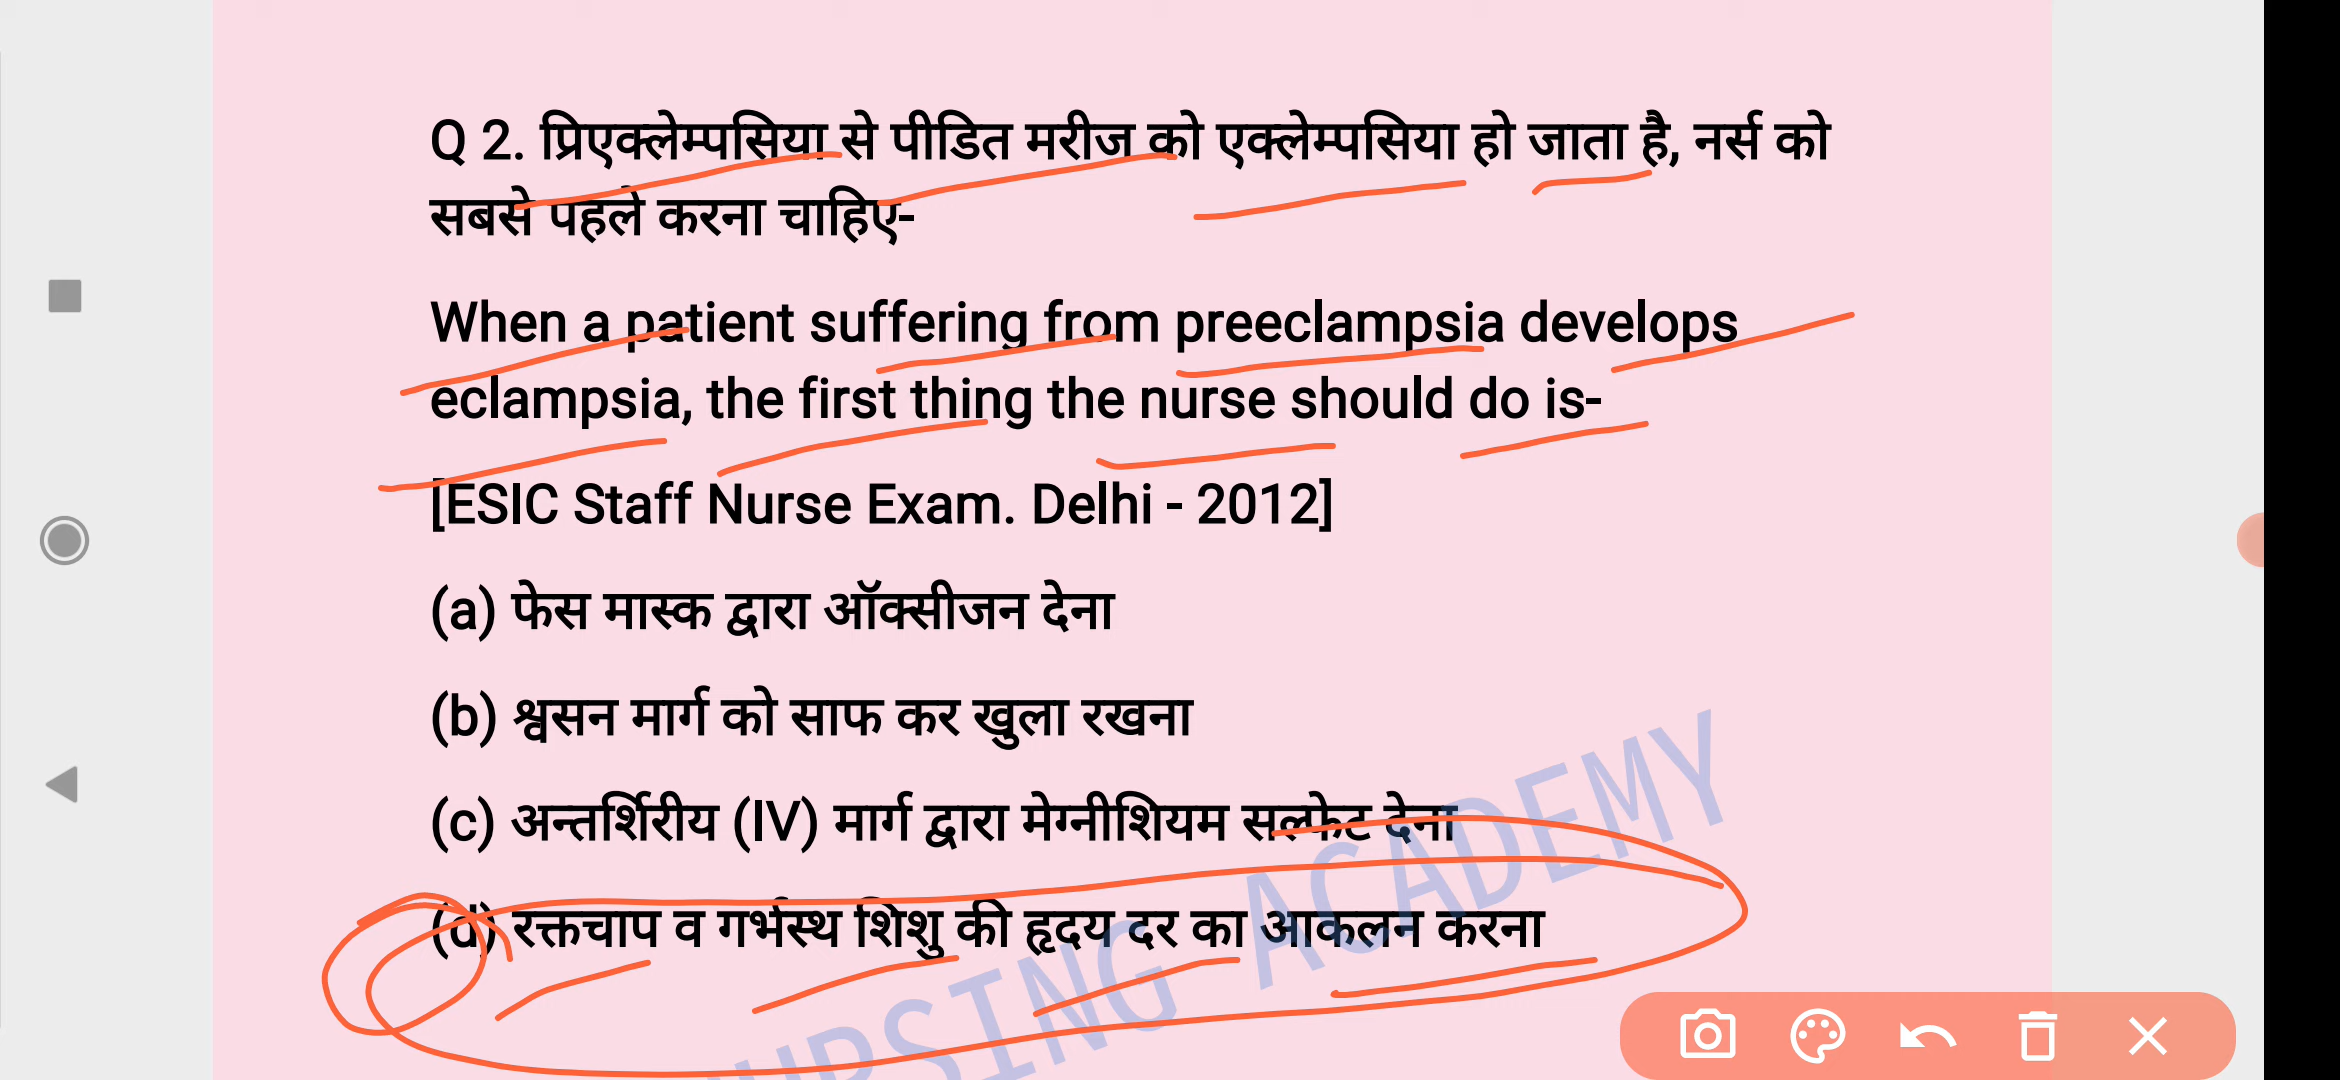 Q 2. प्रिएक्लेम्पसिया से पीडित मरीज को एक्लेम्पसिया हो जाता है, नर्स को
सबसे पहले करना चाहिए-
When a patient suffering from preeclampsia develops
eclampsia, the first thing the nurse should do is-
[ESIC Staff Nurse Exam. Delhi - 2012]
(a) फेस मास्क द्वारा ऑक्सीजन देना
(b) श्वसन मार्ग को साफ कर खुला रखना
(c) अन्तर्शिरीय (IV) मार्ग द्वारा मेग्नीशियम सल्फेट देना
(d) रक्तचाप व गर्भस्थ शिशु की हृदय दर का आकलन करना
NURSING ACADEMY